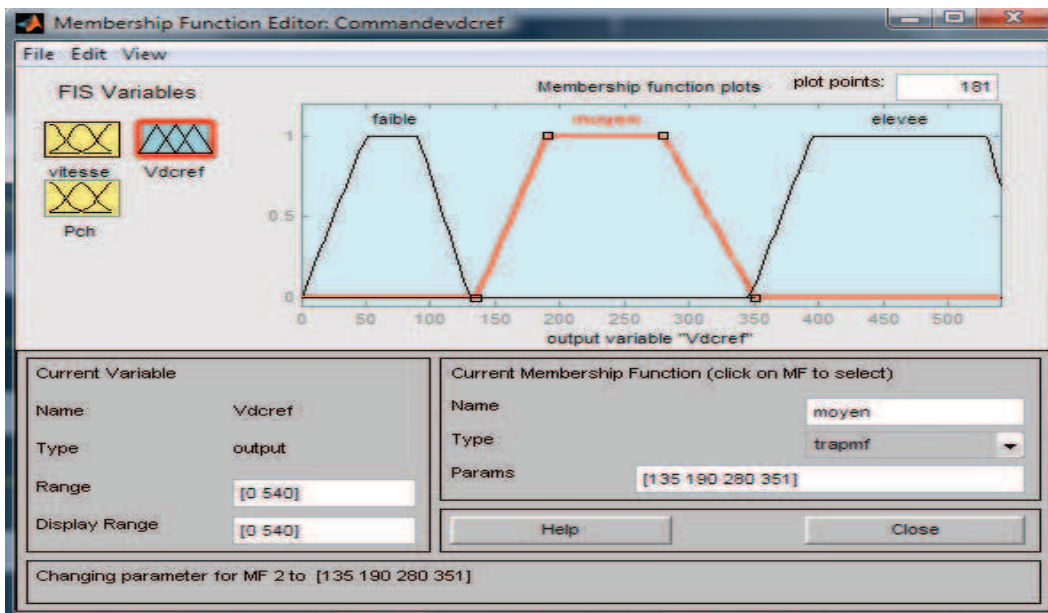 Membership Function Editor: Commandevdcref
File Edit View
FIS Variables
Membership function plots
plot points:
181
vitesse
Vdcref
Pch
faible
moyen
elevee
1
0.5
0
0 50 100 150 200 250 300 350 400 450 500
output variable "Vdcref"
Current Variable
Name Vdcref
Type output
Range [0 540]
Display Range [0 540]
Current Membership Function (click on MF to select)
Name moyen
Type trapmf
Params [135 190 280 351]
Help Close
Changing parameter for MF 2 to [135 190 280 351]